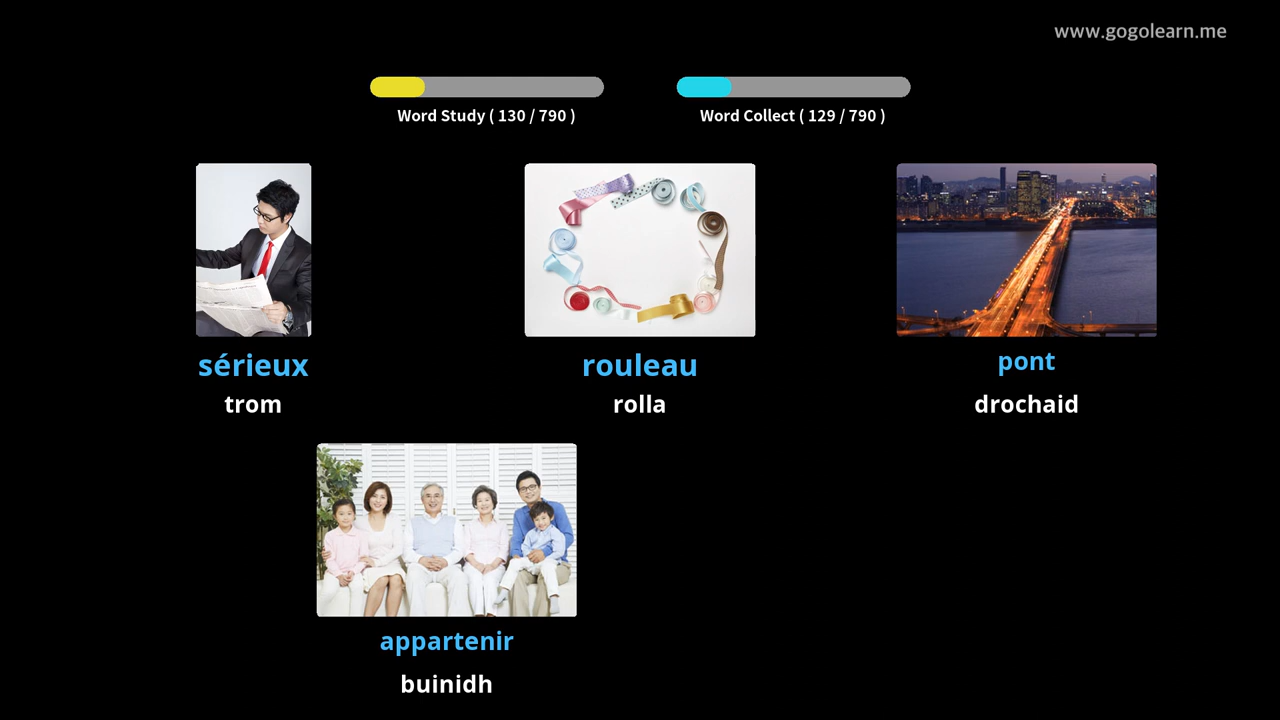 www.gogolearn.me
Word Study ( 130 / 790 )
Word Collect ( 129 / 790 )
sérieux
trom
rouleau
rolla
pont
drochaid
appartenir
buinidh